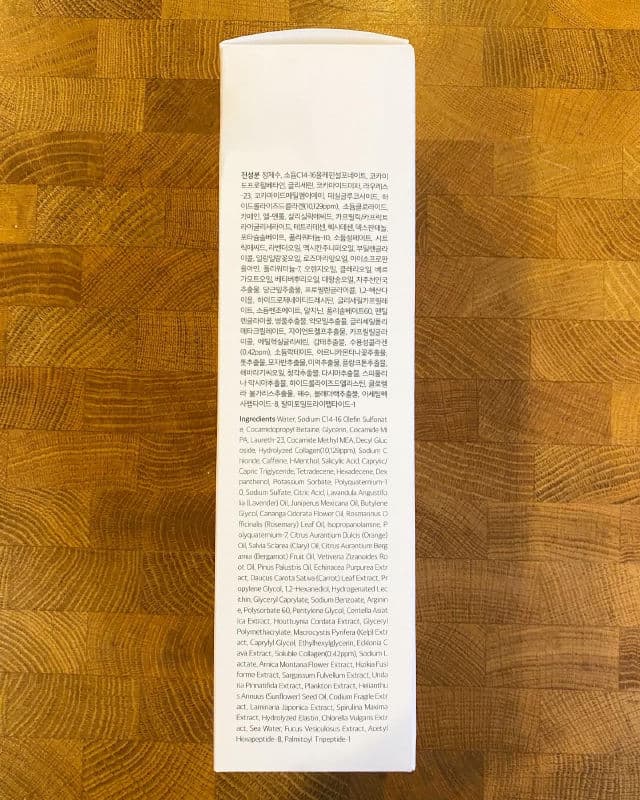 전성분 정제수, 소듐C14-16올레핀설포네이트, 코카미
도프로필베타인, 글리세린, 코카마이드미파, 라우레스
-23, 코카마이드메틸엠이에이, 데실글루코사이드, 하이
드롤라이즈드콜라겐(10,129ppm), 소듐클로라이드,
카페인, 엘-멘톨, 살리실릭애씨드, 카프릴릭/카프릭트
라이글리세라이드, 테트라데센, 헥사데센, 덱스판테놀,
포타슘솔베이트, 폴리쿼터늄-10, 소듐설페이트, 시트
릭애씨드, 라벤더오일, 멕시칸주니퍼오일, 부틸렌글라
이콜, 일랑일랑꽃오일, 로즈마리잎오일, 아이소프로판
올아민, 폴리쿼터늄-7, 오렌지오일, 클래리오일, 베르
가모트오일, 베티버뿌리오일, 대왕송오일, 자주천인국
추출물, 당근잎추출물, 프로필렌글라이콜, 1,2-헥산다
이올, 하이드로제네이티드레시틴, 글리세릴카프릴레
이트, 소듐벤조에이트, 알지닌, 폴리솔베이트60, 펜틸
렌글라이콜, 병풀추출물, 약모밀추출물, 글리세릴폴리
메타크릴레이트, 자이언트켈프추출물, 카프릴릴글라
이콜, 에틸헥실글리세린, 감태추출물, 수용성콜라겐
(0.42ppm), 소듐락테이트, 아르니카몬타나꽃추출물,
톳추출물, 모자반추출물, 미역추출물, 플랑크톤추출물,
해바라기씨오일, 청각추출물, 다시마추출물, 스피룰리
나 막시마추출물, 하이드롤라이즈드엘라스틴, 클로렐
라 불가리스추출물, 해수, 블래더랙추출물, 아세틸헥
사펩타이드-8, 팔미토일트라이펩타이드-1
Ingredients Water, Sodium C14-16 Olefin Sulfonat
e, Cocamidopropyl Betaine, Glycerin, Cocamide MI
PA, Laureth-23, Cocamide Methyl MEA, Decyl Gluc
oside, Hydrolyzed Collagen(10,129ppm), Sodium C
hloride, Caffeine, l-Menthol, Salicylic Acid, Caprylic/
Capric Triglyceride, Tetradecene, Hexadecene, Dex
panthenol, Potassium Sorbate, Polyquaternium-1
0, Sodium Sulfate, Citric Acid, Lavandula Angustifo
lia (Lavender) Oil, Juniperus Mexicana Oil, Butylene
Glycol, Cananga Odorata Flower Oil, Rosmarinus O
fficinalis (Rosemary) Leaf Oil, Isopropanolamine, P
olyquaternium-7, Citrus Aurantium Dulcis (Orange)
Oil, Salvia Sclarea (Clary) Oil, Citrus Aurantium Berg
amia (Bergamot) Fruit Oil, Vetiveria Zizanoides Ro
ot Oil, Pinus Palustris Oil, Echinacea Purpurea Extr
act, Daucus Carota Sativa (Carrot) Leaf Extract, Pr
opylene Glycol, 1,2-Hexanediol, Hydrogenated Lec
ithin, Glyceryl Caprylate, Sodium Benzoate, Arginin
e, Polysorbate 60, Pentylene Glycol, Centella Asiat
ica Extract, Houttuynia Cordata Extract, Glyceryl
Polymethacrylate, Macrocystis Pyrifera (Kelp) Extr
act, Caprylyl Glycol, Ethylhexylglycerin, Ecklonia C
ava Extract, Soluble Collagen(0.42ppm), Sodium L
actate, Arnica Montana Flower Extract, Hizikia Fusi
forme Extract, Sargassum Fulvellum Extract, Unda
ria Pinnatifida Extract, Plankton Extract, Helianthu
s Annuus (Sunflower) Seed Oil, Codium Fragile Extr
act, Laminaria Japonica Extract, Spirulina Maxima
Extract, Hydrolyzed Elastin, Chlorella Vulgaris Extr
act, Sea Water, Fucus Vesiculosus Extract, Acetyl
Hexapeptide-8, Palmitoyl Tripeptide-1